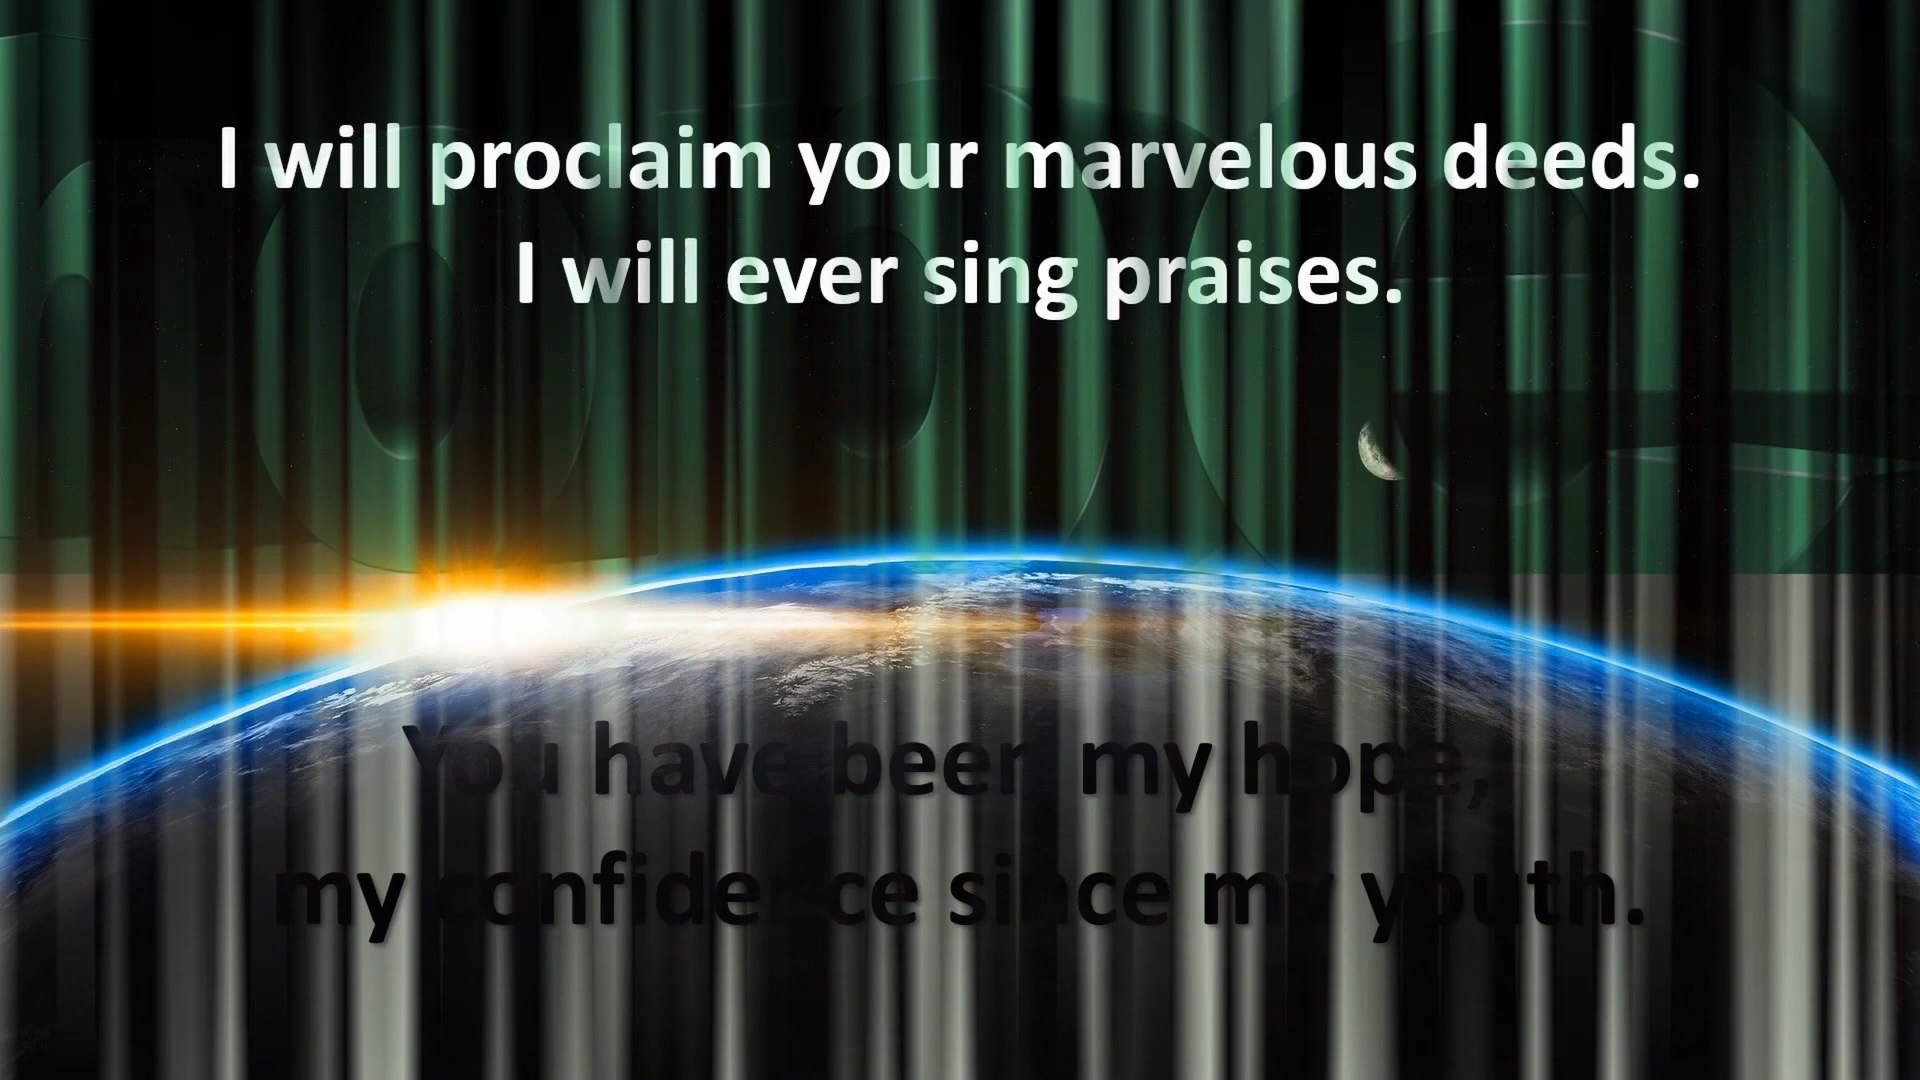 I will proclaim your marvelous deeds.
I will ever sing praises.
hope
You have been my hope,
my confidence since my youth.